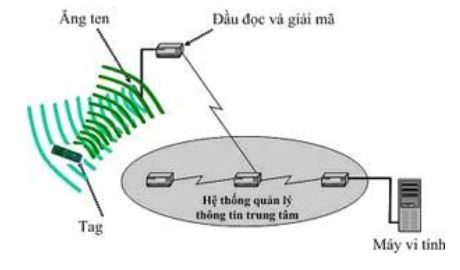 Ăng ten
Đầu đọc và giải mã
Hệ thống quản lý
thông tin trung tâm
Tag
Máy vi tính